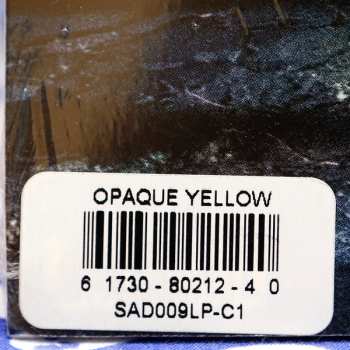 OPAQUE YELLOW
6 1730 - 80212 - 4 0
SAD009LP-C1